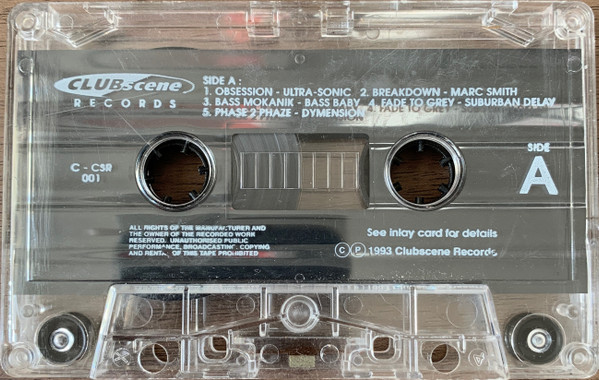 CLUBscene
RECORDS
SIDE A :
1. OBSESSION - ULTRA-SONIC 2. BREAKDOWN - MARC SMITH
3. BASS MOKANIK - BASS BABY 4. FADE TO GREY - SUBURBAN DELAY
5. PHASE 2 PHAZE - DYMENSION
C - CSR
001
SIDE
A
ALL RIGHTS OF THE MANUFACTURER AND
THE OWNER OF THE RECORDED WORK
RESERVED. UNAUTHORISED PUBLIC
PERFORMANCE, BROADCASTING, COPYING
AND RENTAL OF THIS TAPE PROHIBITED
See inlay card for details
© ℗ 1993 Clubscene Records